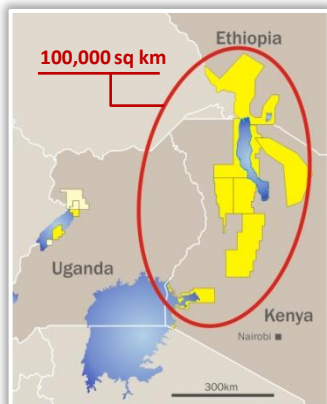 Ethiopia
100,000 sq km
Uganda
Kenya
Nairobi
300km